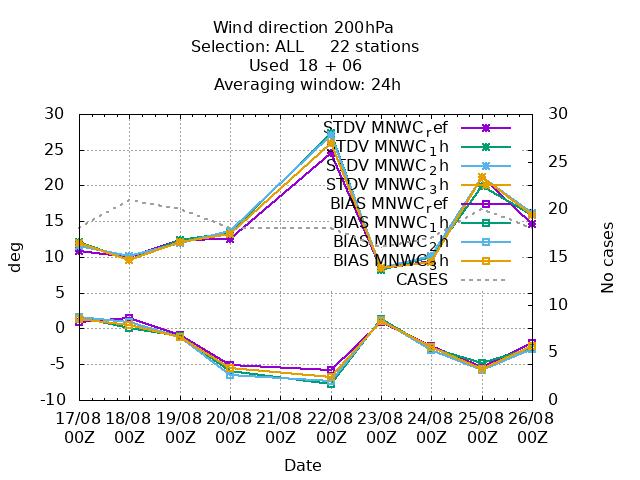 Wind direction 200hPa
Selection: ALL 22 stations
Used 18 + 06
Averaging window: 24h
30
25
20
15
10
5
0
-5
-10
deg
30
25
20
15
10
5
0
No cases
STDV MNWC_ref
STDV MNWC_1h
STDV MNWC_2h
STDV MNWC_3h
BIAS MNWC_ref
BIAS MNWC_1h
BIAS MNWC_2h
BIAS MNWC_3h
CASES
17/08 18/08 19/08 20/08 21/08 22/08 23/08 24/08 25/08 26/08
00Z 00Z 00Z 00Z 00Z 00Z 00Z 00Z 00Z 00Z
Date